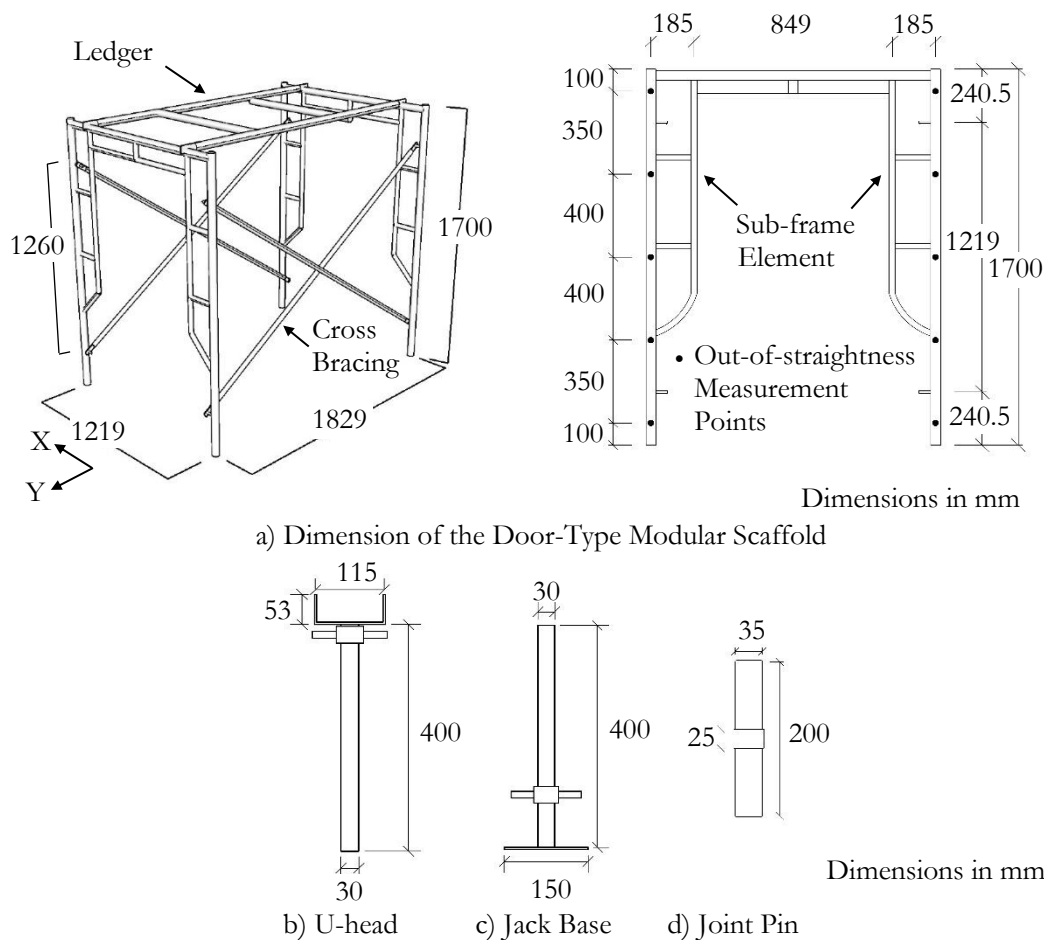 Ledger
1260
1700
Cross
Bracing
1219
1829
X
Y
185
849
185
100
350
400
400
350
100
240.5
1219
1700
240.5
Sub-frame
Element
• Out-of-straightness
Measurement
Points
Dimensions in mm
a) Dimension of the Door-Type Modular Scaffold
115
53
400
30
b) U-head
30
400
150
c) Jack Base
35
25
200
d) Joint Pin
Dimensions in mm